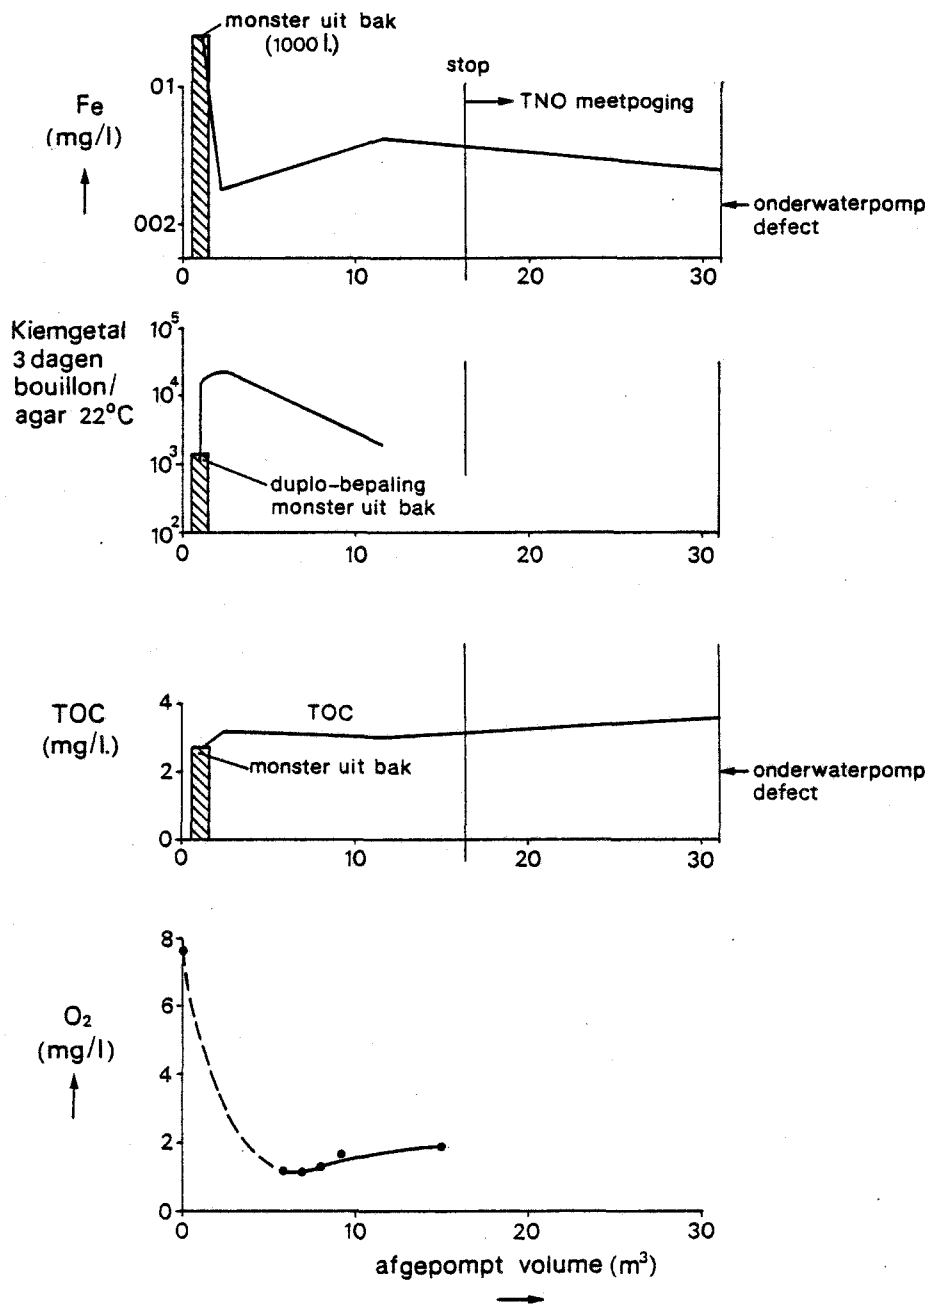 monster uit bak
(1000 l.)
stop
01
Fe
(mg/l)
TNO meetpoging
002
onderwaterpomp
defect
0 10 20 30
Kiemgetal
3 dagen
bouillon/
agar 22°C
10⁵
10⁴
10³
10²
duplo-bepaling
monster uit bak
0 10 20 30
TOC
(mg/l.)
4
2
0
TOC
monster uit bak
onderwaterpomp
defect
0 10 20 30
O₂
(mg/l)
8
6
4
2
0
0 10 20 30
afgepompt volume (m³)